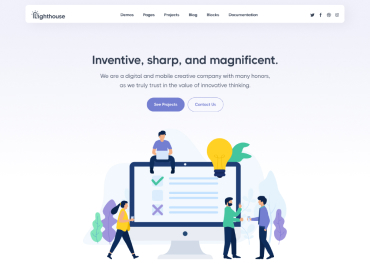 lighthouse
Demos Pages Projects Blog Blocks Documentation
Inventive, sharp, and magnificent.
We are a digital and mobile creative company with many honors,
as we truly trust in the value of innovative thinking.
See Projects Contact Us